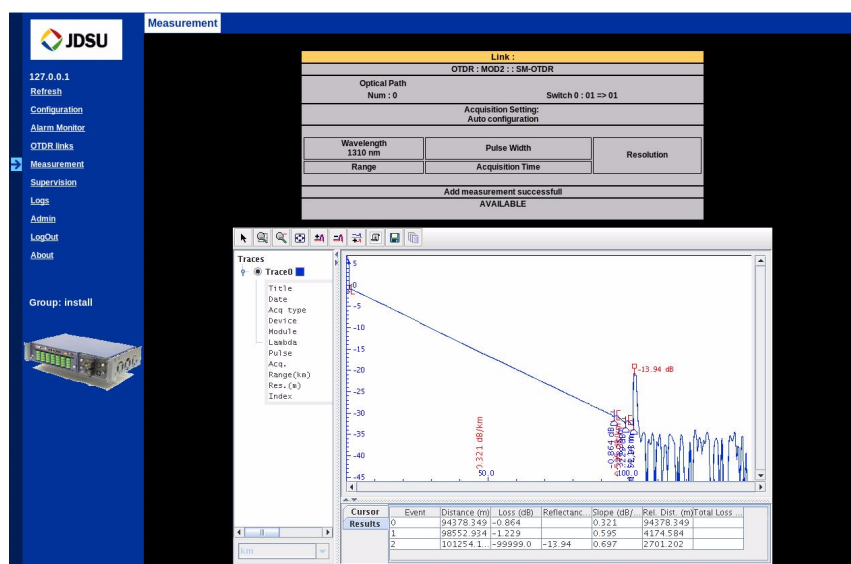 Measurement
JDSU
127.0.0.1
Refresh
Configuration
Alarm Monitor
OTDR links
Measurement
Supervision
Logs
Admin
LogOut
About
Group: install
Link :
OTDR : MOD2 : : SM-OTDR
Optical Path
Num : 0
Switch 0 : 01 => 01
Acquisition Setting:
Auto configuration
Wavelength
1310 nm
Pulse Width
Resolution
Range
Acquisition Time
Add measurement successfull
AVAILABLE
Traces
Trace0
Title
Date
Acq type
Device
Module
Lambda
Pulse
Acq.
Range(km)
Res.(m)
Index
km
5
0
-5
-10
-15
-20
-25
-30
-35
-40
-45
50.0
100.0
0.321 dB/km
-0.864 dB
-13.94 dB
Cursor
Results
Event Distance (m) Loss (dB) Reflectanc... Slope (dB/... Rel. Dist. (m) Total Loss ...
0 94378.349 -0.864 0.321 94378.349
1 98552.934 -1.229 0.595 4174.584
2 101254.1... -99999.0 -13.94 0.697 2701.202